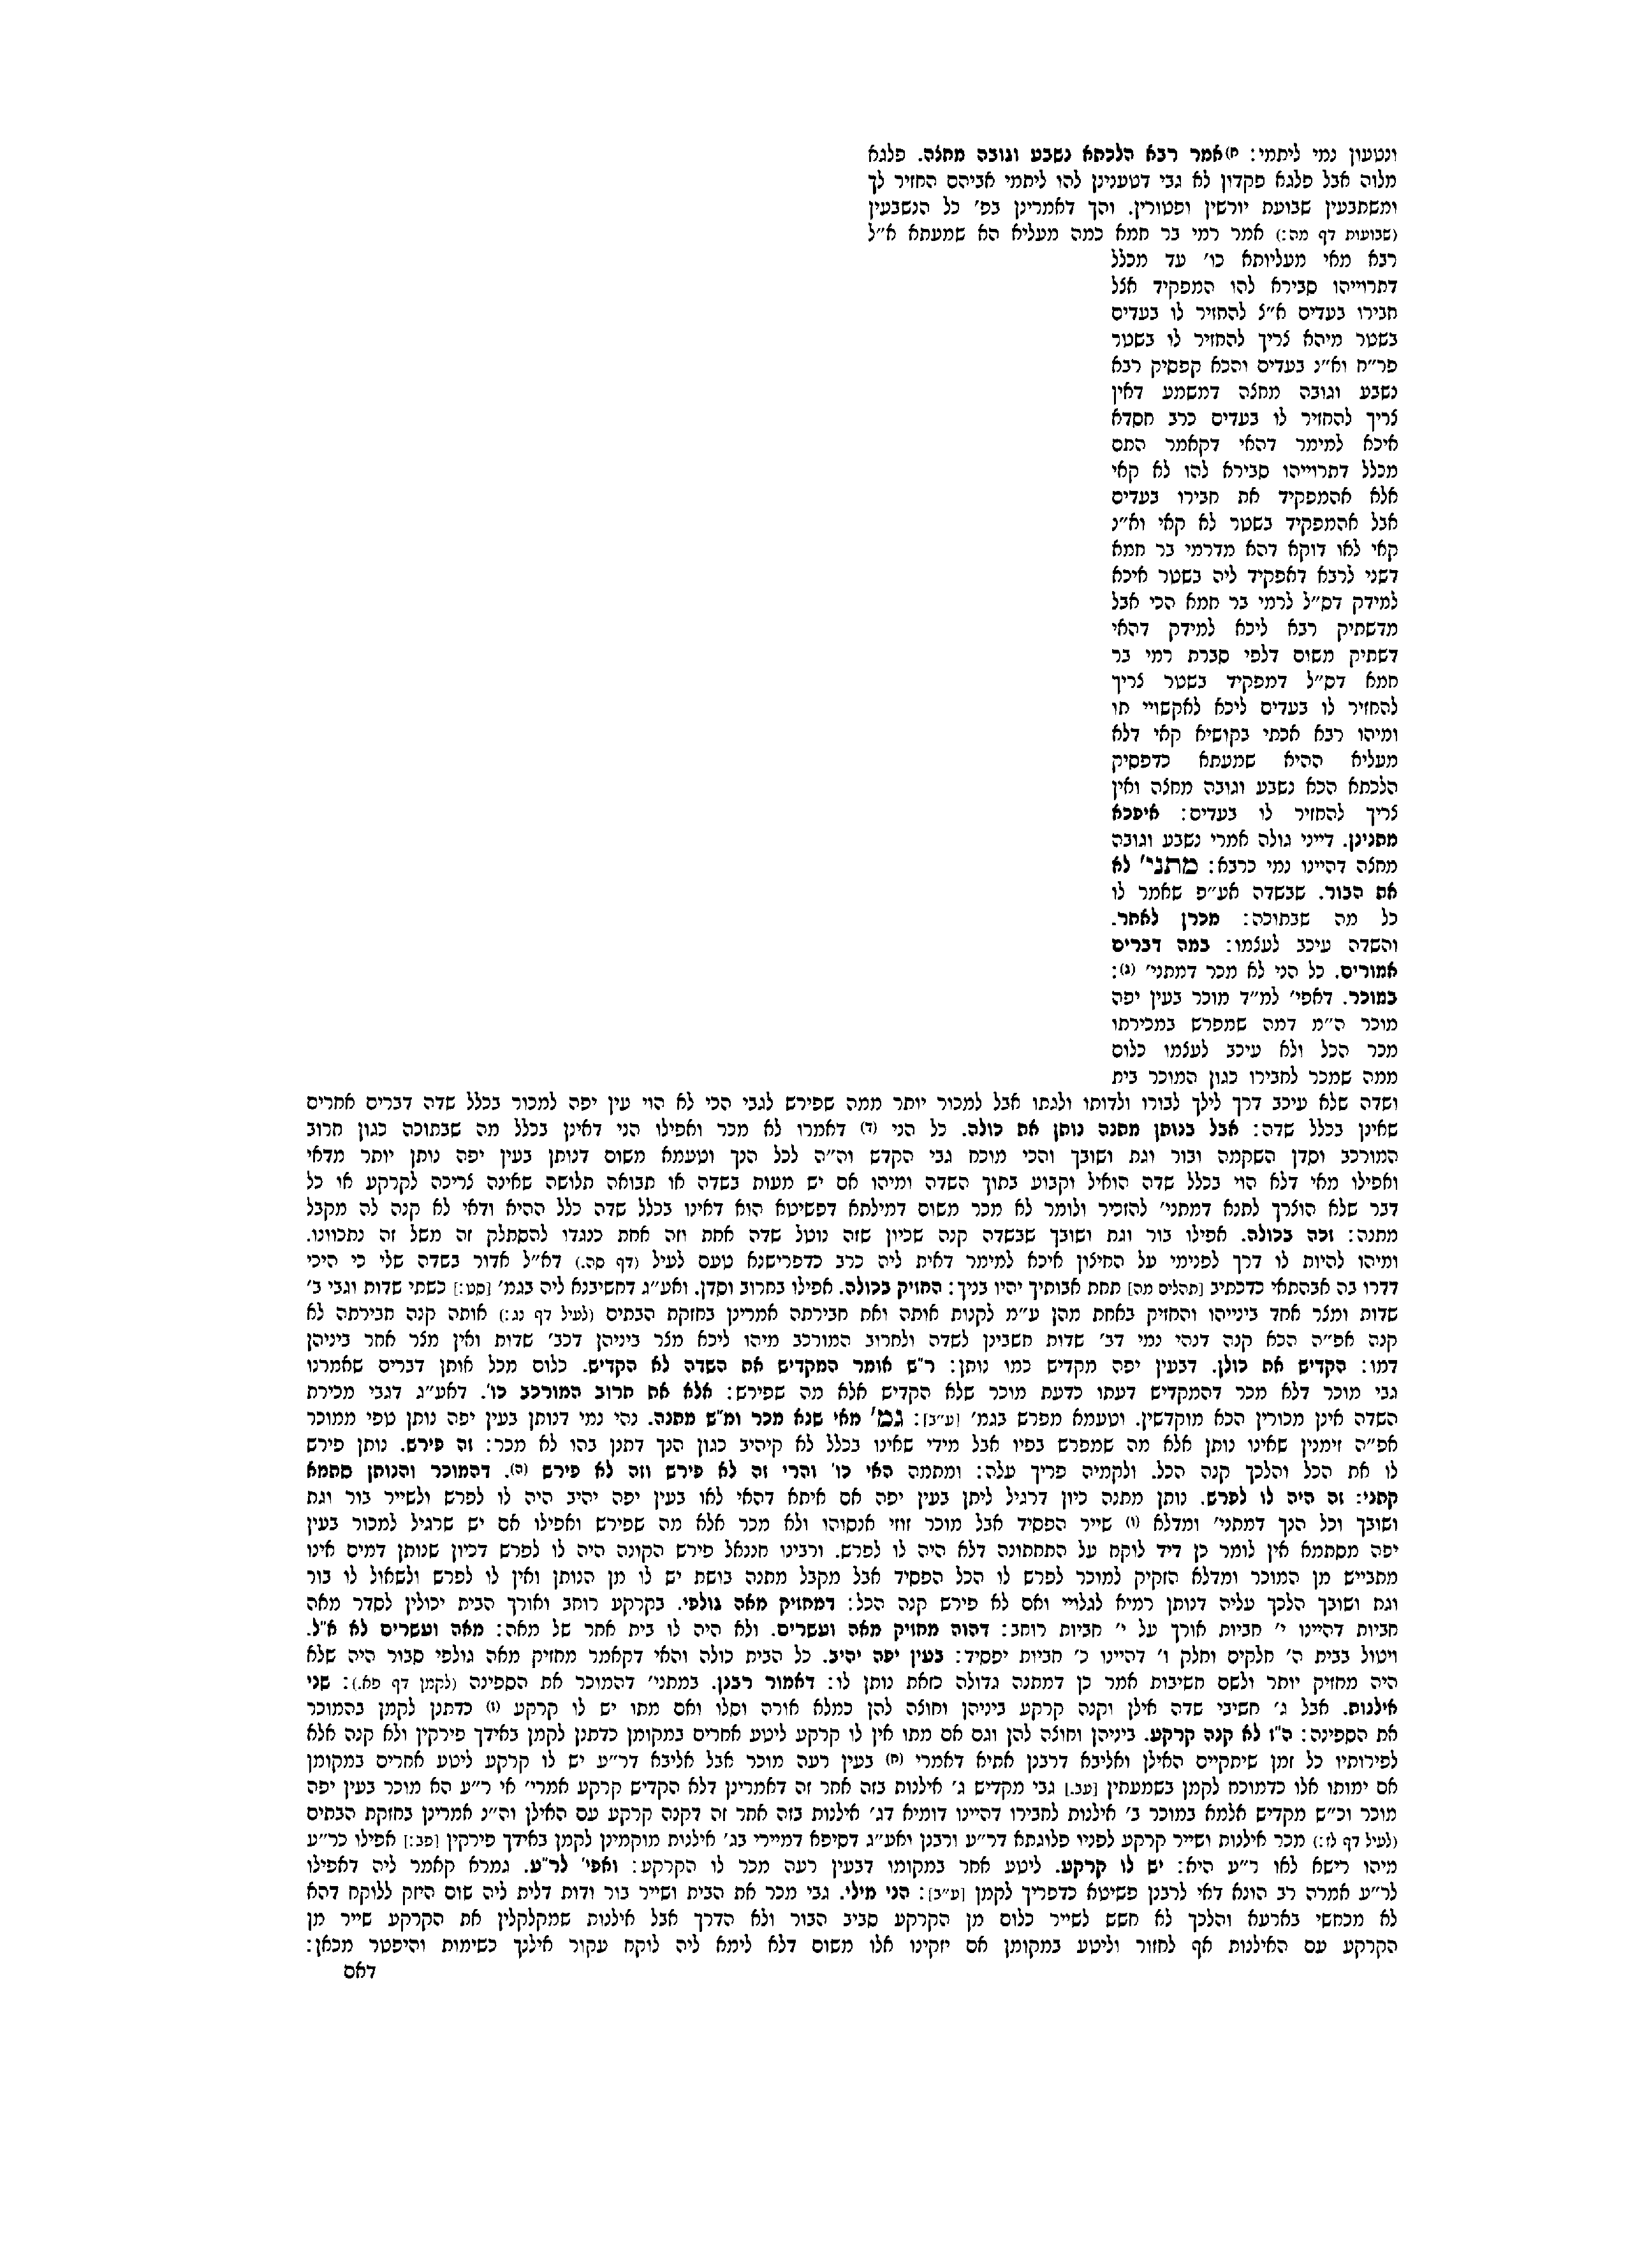 ונטעון נמי ליתמי: ח)אמר רבא הלכתא נשבע וגובה מחצה. פלגא
מלוה אבל פלגא פקדון לא גבי דטענינן להו ליתמי אביהם החזיר לך
ומשתבעין שבועת יורשין ופטורין. והך דאמרינן בפ׳ כל הנשבעין
(שבועות דף מה:) אמר רמי בר חמא כמה מעליא הא שמעתא א״ל
רבא מאי מעליותא כו׳ עד מכלל
דתרוייהו סבירא להו המפקיד אצל
חבירו בעדים א״צ להחזיר לו בעדים
בשטר מיהא צריך להחזיר לו בשטר
פר״ח וא״נ בעדים והכא קפסיק רבא
נשבע וגובה מחצה דמשמע דאין
צריך להחזיר לו בעדים כרב חסדא
איכא למימר דהאי דקאמר התם
מכלל דתרוייהו סבירא להו לא קאי
אלא אהמפקיד את חבירו בעדים
אבל אהמפקיד בשטר לא קאי וא״נ
קאי לאו דוקא דהא מדרמי בר חמא
דשני לרבא דאפקיד ליה בשטר איכא
למידק דס״ל לרמי בר חמא הכי אבל
מדשתיק רבא ליכא למידק דהאי
דשתיק משום דלפי סברת רמי בר
חמא דס״ל דמפקיד בשטר צריך
להחזיר לו בעדים ליכא לאקשויי תו
ומיהו רבא אכתי בקושיא קאי דלא
מעליא ההיא שמעתא כדפסיק
הלכתא הכא נשבע וגובה מחצה ואין
צריך להחזיר לו בעדים: איפכא
מתנינן. דייני גולה אמרי נשבע וגובה
מחצה דהיינו נמי כרבא: מתני׳ לא
את הבור. שבשדה אע״פ שאמר לו
כל מה שבתוכה: מכרן לאחר.
והשדה עיכב לעצמו: במה דברים
אמורים. כל הני לא מכר דמתני׳ (ג):
במוכר. דאפי׳ למ״ד מוכר בעין יפה
מוכר ה״מ דמה שמפרש במכירתו
מכר הכל ולא עיכב לעצמו כלום
ממה שמכר לחבירו כגון המוכר בית
ושדה שלא עיכב דרך לילך לבורו ולדותו ולגתו אבל למכור יותר ממה שפירש לגבי הכי לא הוי עין יפה למכור בכלל שדה דברים אחרים
שאינן בכלל שדה: אבל בנותן מתנה נותן את כולה. כל הני (ד) דאמרו לא מכר ואפילו הני דאינן בכלל מה שבתוכה כגון חרוב
המורכב וסדן השקמה ובור וגת ושובך והכי מוכח גבי הקדש וה״ה לכל הנך וטעמא משום דנותן בעין יפה נותן יותר מדאי
ואפילו מאי דלא הוי בכלל שדה הואיל וקבוע בתוך השדה ומיהו אם יש מעות בשדה או תבואה תלושה שאינה צריכה לקרקע או כל
דבר שלא הוצרך לתנא דמתני׳ להזכיר ולומר לא מכר משום דמילתא דפשיטא הוא דאינו בכלל שדה כלל ההיא ודאי לא קנה לה מקבל
מתנה: זכה בכולה. אפילו בור וגת ושובך שבשדה קנה שכיון שזה נוטל שדה אחת וזה אחת כנגדו להסתלק זה משל זה נתכוונו.
ומיהו להיות לו דרך לפנימי על החיצון איכא למימר דאית ליה כרב כדפרישנא טעם לעיל (דף סה.) דא״ל אדור בשדה שלי כי היכי
דדרו בה אבהתאי כדכתיב [תהלים מה] תחת אבותיך יהיו בניך: החזיק בכולה. אפילו בחרוב וסדן. ואע״ג דחשיבנא ליה בגמ׳ [סט:] כשתי שדות וגבי ב׳
שדות ומצר אחד בינייהו והחזיק באחת מהן ע״מ לקנות אותה ואת חבירתה אמרינן בחזקת הבתים (לעיל דף נג:) אותה קנה חבירתה לא
קנה אפ״ה הכא קנה דנהי נמי דב׳ שדות חשבינן לשדה ולחרוב המורכב מיהו ליכא מצר ביניהן דכב׳ שדות ואין מצר אחר ביניהן
דמו: הקדיש את כולן. דבעין יפה מקדיש כמו נותן: ר״ש אומר המקדיש את השדה לא הקדיש. כלום מכל אותן דברים שאמרנו
גבי מוכר דלא מכר דהמקדיש דעתו כדעת מוכר שלא הקדיש אלא מה שפירש: אלא את חרוב המורכב כו׳. דאע״ג דגבי מכירת
השדה אינן מכורין הכא מוקדשין. וטעמא מפרש בגמ׳ [ע״ב]: גמ׳ מאי שנא מכר ומ״ש מתנה. נהי נמי דנותן בעין יפה נותן טפי ממוכר
אפ״ה זימנין שאינו נותן אלא מה שמפרש בפיו אבל מידי שאינו בכלל לא קיהיב כגון הנך דתנן בהו לא מכר: זה פירש. נותן פירש
לו את הכל והלכך קנה הכל. ולקמיה פריך עלה: ומתמה האי כו׳ והרי זה לא פירש וזה לא פירש (ה). דהמוכר והנותן סתמא
קתני: זה היה לו לפרש. נותן מתנה כיון דרגיל ליתן בעין יפה אם איתא דהאי לאו בעין יפה יהיב היה לו לפרש ולשייר בור וגת
ושובך וכל הנך דמתני׳ ומדלא (ו) שייר הפסיד אבל מוכר זוזי אנסוהו ולא מכר אלא מה שפירש ואפילו אם יש שרגיל למכור בעין
יפה מסתמא אין לומר כן דיד לוקח על התחתונה דלא היה לו לפרש. ורבינו חננאל פירש הקונה היה לו לפרש דכיון שנותן דמים אינו
מתבייש מן המוכר ומדלא הזקיק למוכר לפרש לו הכל הפסיד אבל מקבל מתנה בושת יש לו מן הנותן ואין לו לפרש ולשאול לו בור
וגת ושובך הלכך עליה דנותן רמיא לגלויי ואם לא פירש קנה הכל: דמחזיק מאה גולפי. בקרקע רוחב ואורך הבית יכולין לסדר מאה
חביות דהיינו י׳ חביות אורך על י׳ חביות רוחב: דהוה מחזיק מאה ועשרים. ולא היה לו בית אחר של מאה: מאה ועשרים לא א״ל.
ויטול בבית ה׳ חלקים וחלק ו׳ דהיינו כ׳ חביות יפסיד: בעין יפה יהיב. כל הבית כולה והאי דקאמר מחזיק מאה גולפי סבור היה שלא
היה מחזיק יותר ולשם חשיבות אמר כן דמתנה גדולה כזאת נותן לו: דאמור רבנן. במתני׳ דהמוכר את הספינה (לקמן דף פא.): שני
אילנות. אבל ג׳ חשיבי שדה אילן וקנה קרקע ביניהן וחוצה להן כמלא אורה וסלו ואם מתו יש לו קרקע (ז) כדתנן לקמן בהמוכר
את הספינה: ה״ז לא קנה קרקע. ביניהן וחוצה להן וגם אם מתו אין לו קרקע ליטע אחרים במקומן כדתנן לקמן באידך פירקין ולא קנה אלא
לפירותיו כל זמן שיתקיים האילן ואליבא דרבנן אתיא דאמרי (ח) בעין רעה מוכר אבל אליבא דר״ע יש לו קרקע ליטע אחרים במקומן
אם ימותו אלו כדמוכח לקמן בשמעתין [עב.] גבי מקדיש ג׳ אילנות בזה אחר זה דאמרינן דלא הקדיש קרקע אמרי׳ אי ר״ע הא מוכר בעין יפה
מוכר וכ״ש מקדיש אלמא במוכר ב׳ אילנות לחבירו דהיינו דומיא דג׳ אילנות בזה אחר זה דקנה קרקע עם האילן וה״נ אמרינן בחזקת הבתים
(לעיל דף לז:) מכר אילנות ושייר קרקע לפניו פלוגתא דר״ע ורבנן ואע״ג דסיפא דמיירי בג׳ אילנות מוקמינן לקמן באידך פירקין [פב:] אפילו כר״ע
מיהו רישא לאו ר״ע היא: יש לו קרקע. ליטע אחר במקומו דבעין רעה מכר לו הקרקע: ואפי׳ לר״ע. גמרא קאמר ליה דאפילו
לר״ע אמרה רב הונא דאי לרבנן פשיטא כדפריך לקמן [ע״ב]: הני מילי. גבי מכר את הבית ושייר בור ודות דלית ליה שום היזק ללוקח דהא
לא מכחשי בארעא והלכך לא חשש לשייר כלום מן הקרקע סביב הבור ולא הדרך אבל אילנות שמקלקלין את הקרקע שייר מן
הקרקע עם האילנות אף לחזור וליטע במקומן אם יזקינו אלו משום דלא לימא ליה לוקח עקור אילנך כשימות והיפטר מכאן:
דאם